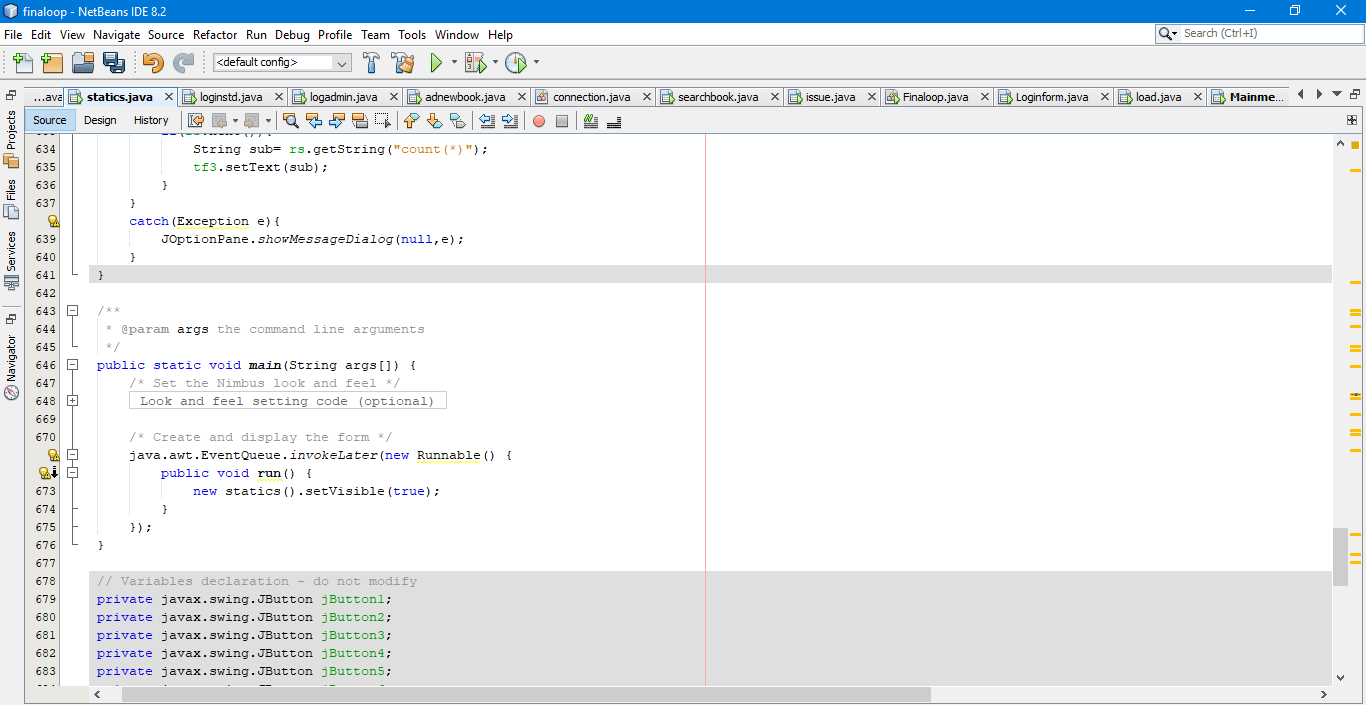 finaloop - NetBeans IDE 8.2
File Edit View Navigate Source Refactor Run Debug Profile Team Tools Window Help
Search (Ctrl+I)
<default config>
...ava statics.java loginstd.java logadmin.java adnewbook.java connection.java searchbook.java issue.java Finaloop.java Loginform.java load.java Mainme...
Source Design History
Projects
Files
Services
Navigator
634 String sub= rs.getString("count(*)");
635 tf3.setText(sub);
636 }
637 }
catch(Exception e){
639 JOptionPane.showMessageDialog(null,e);
640 }
641 }
642
643 /**
644 * @param args the command line arguments
645 */
646 public static void main(String args[]) {
647 /* Set the Nimbus look and feel */
648 Look and feel setting code (optional)
669
670 /* Create and display the form */
java.awt.EventQueue.invokeLater(new Runnable() {
public void run() {
673 new statics().setVisible(true);
674 }
675 });
676 }
677
678 // Variables declaration - do not modify
679 private javax.swing.JButton jButton1;
680 private javax.swing.JButton jButton2;
681 private javax.swing.JButton jButton3;
682 private javax.swing.JButton jButton4;
683 private javax.swing.JButton jButton5;